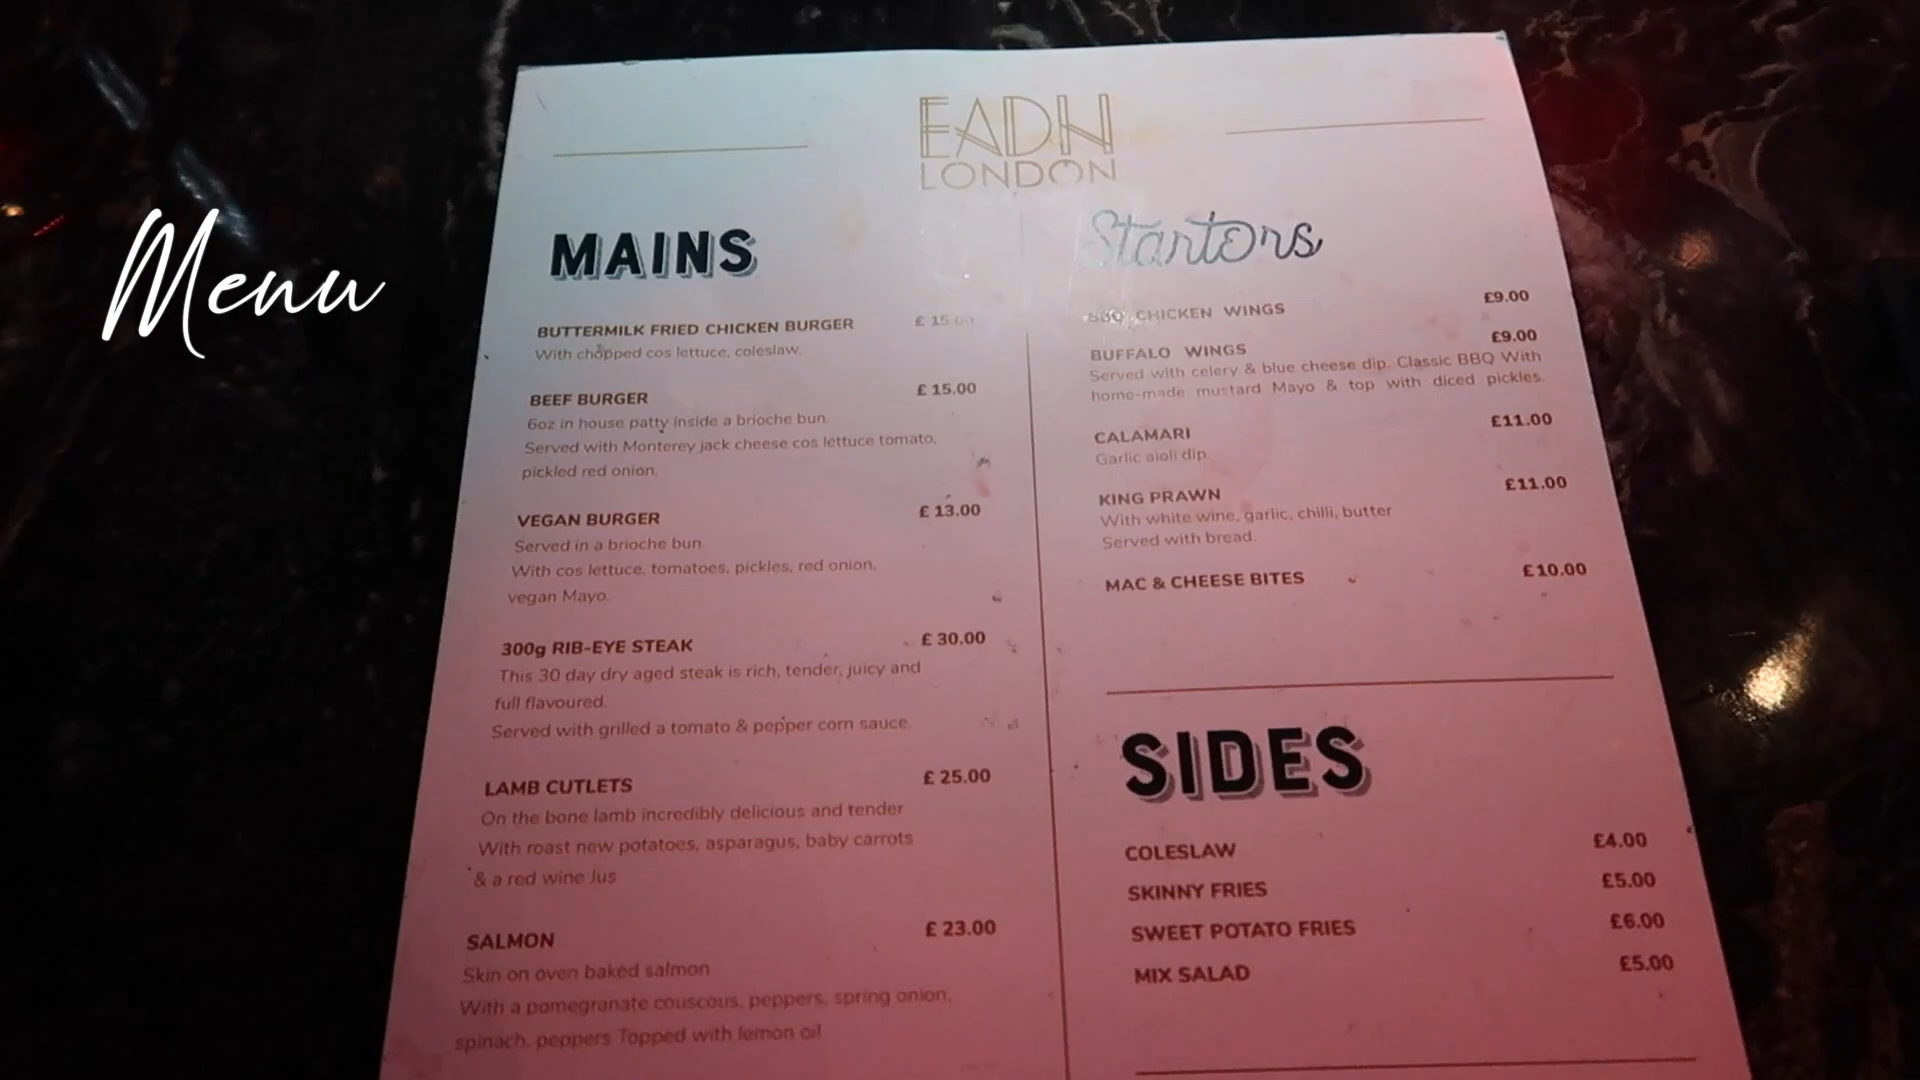 Menu
EADH
LONDON
MAINS
BUTTERMILK FRIED CHICKEN BURGER £ 15.00
With chopped cos lettuce, coleslaw.
BEEF BURGER £ 15.00
6oz in house patty inside a brioche bun.
Served with Monterey jack cheese cos lettuce tomato,
pickled red onion.
VEGAN BURGER £ 13.00
Served in a brioche bun.
With cos lettuce, tomatoes, pickles, red onion,
vegan Mayo.
300g RIB-EYE STEAK £ 30.00
This 30 day dry aged steak is rich, tender, juicy and
full flavoured.
Served with grilled a tomato & pepper corn sauce.
LAMB CUTLETS £ 25.00
On the bone lamb incredibly delicious and tender
With roast new potatoes, asparagus, baby carrots
& a red wine Jus
SALMON £ 23.00
Skin on oven baked salmon
With a pomegranate couscous, peppers, spring onion,
spinach, peppers Topped with lemon oil
Starters
BBQ CHICKEN WINGS £9.00
BUFFALO WINGS £9.00
Served with celery & blue cheese dip. Classic BBQ With
home-made mustard Mayo & top with diced pickles.
CALAMARI £11.00
Garlic aioli dip
KING PRAWN £11.00
With white wine, garlic, chilli, butter
Served with bread.
MAC & CHEESE BITES £10.00
SIDES
COLESLAW £4.00
SKINNY FRIES £5.00
SWEET POTATO FRIES £6.00
MIX SALAD £5.00